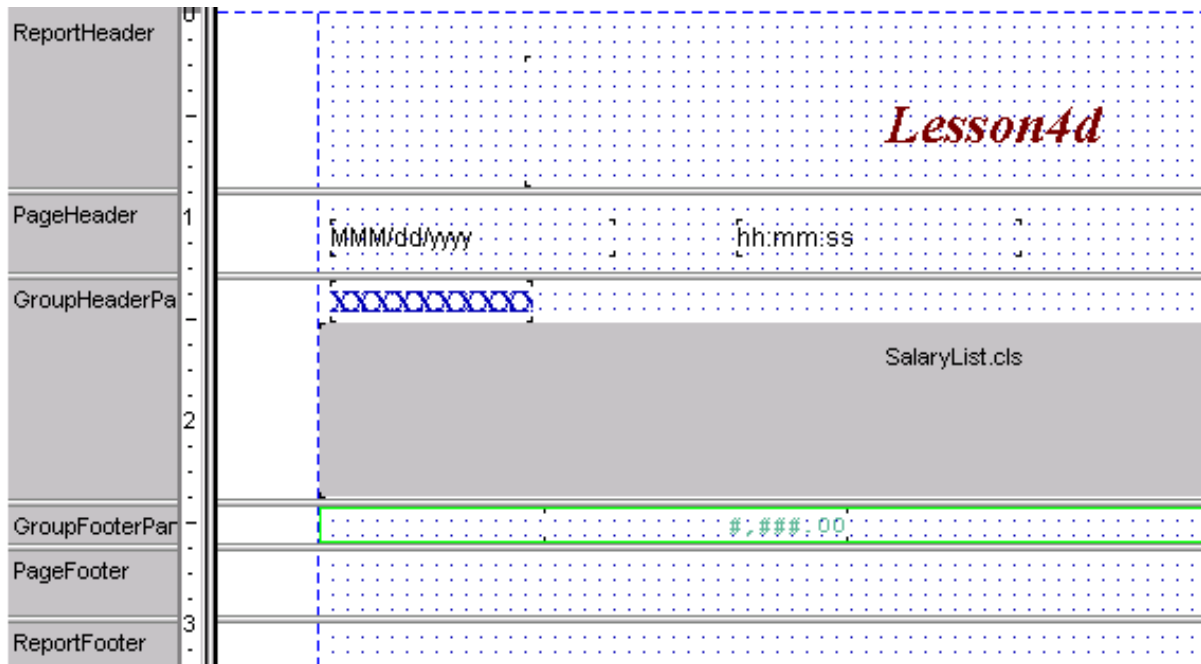 0
ReportHeader
Lesson4d
PageHeader
1
MMM/dd/yyyy
hh:mm:ss
GroupHeaderPa
XXXXXXXXXX
SalaryList.cls
2
GroupFooterPar
#,###.00
PageFooter
3
ReportFooter